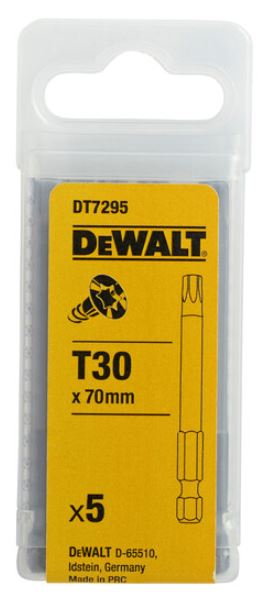 DT7295
DEWALT
T30
x 70mm
x5
DEWALT D-65510,
Idstein, Germany
Made in PRC